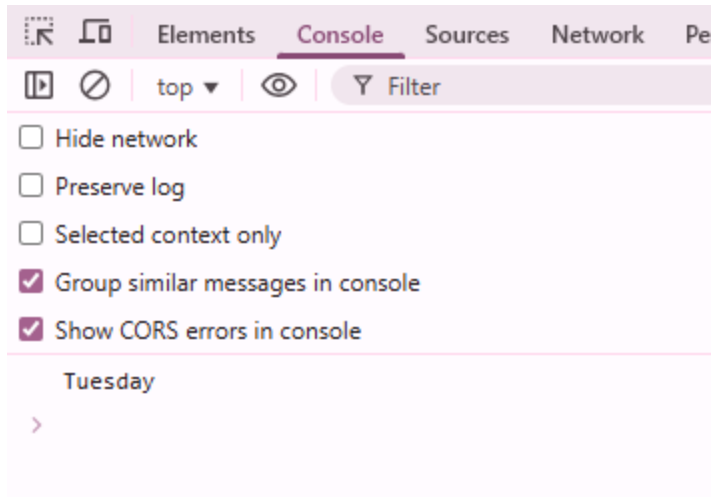 Elements Console Sources Network Pe
top Filter
Hide network
Preserve log
Selected context only
Group similar messages in console
Show CORS errors in console
Tuesday